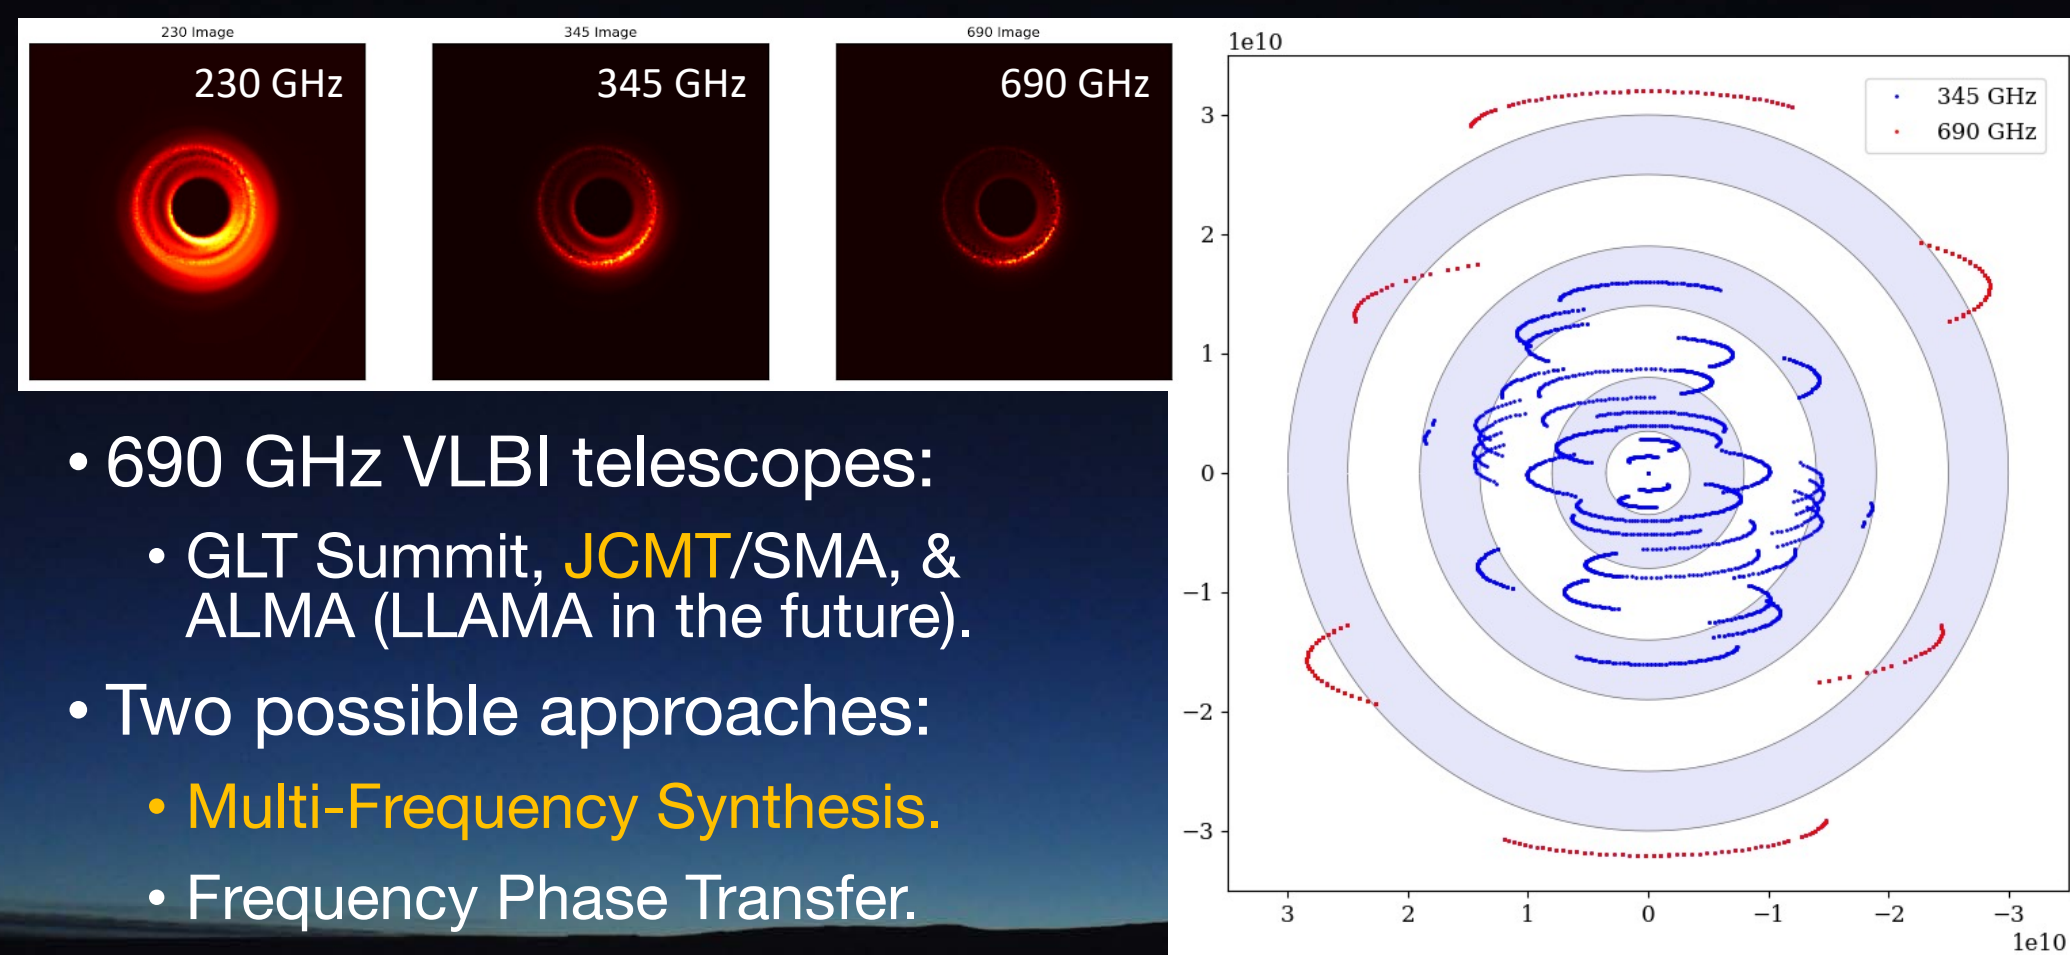 230 Image
230 GHz
345 Image
345 GHz
690 Image
690 GHz
• 690 GHz VLBI telescopes:
• GLT Summit, JCMT/SMA, &
ALMA (LLAMA in the future).
• Two possible approaches:
• Multi-Frequency Synthesis.
• Frequency Phase Transfer.
1e10
345 GHz
690 GHz
3
2
1
0
−1
−2
−3
3 2 1 0 −1 −2 −3
1e10